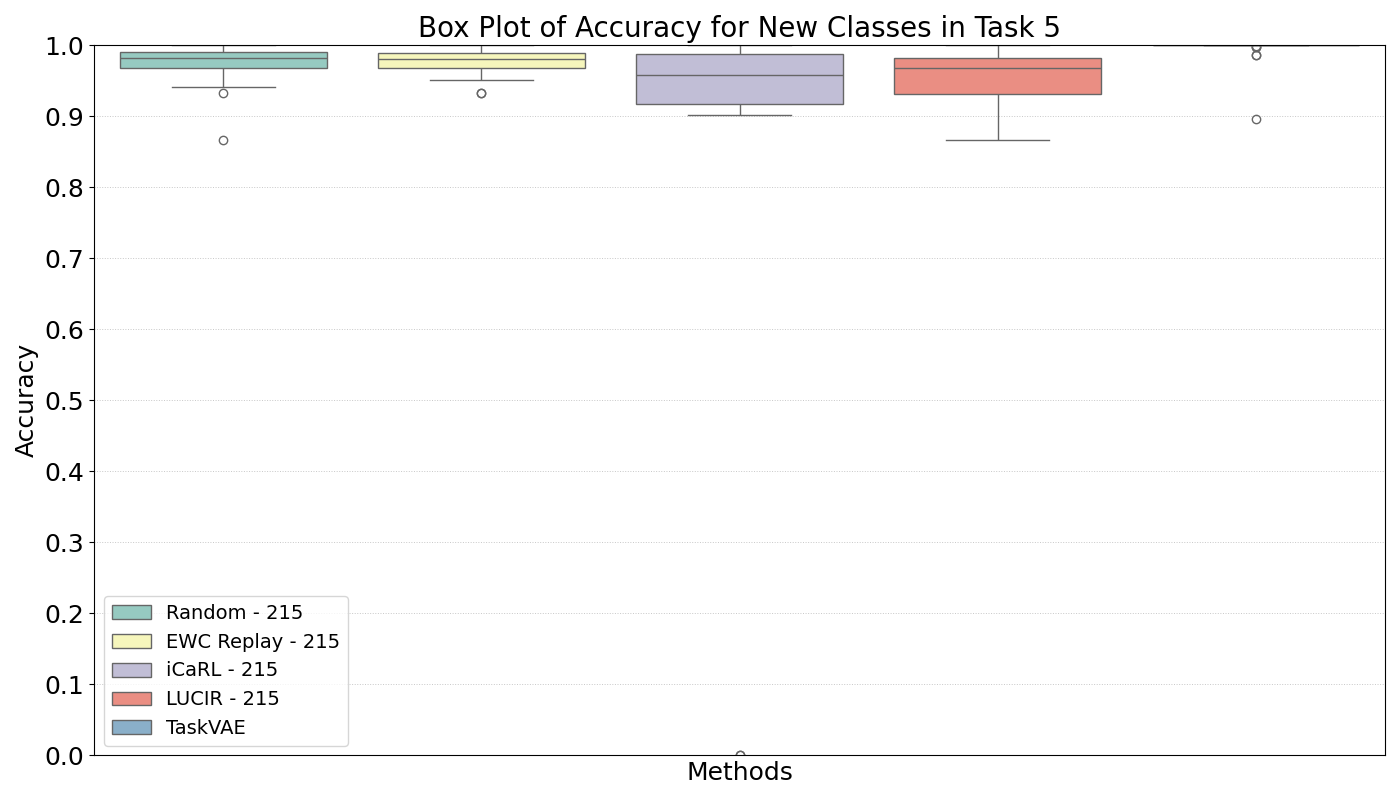 Box Plot of Accuracy for New Classes in Task 5
1.0
0.9
0.8
0.7
0.6
0.5
0.4
0.3
0.2
0.1
0.0
Accuracy
Random - 215
EWC Replay - 215
iCaRL - 215
LUCIR - 215
TaskVAE
Methods